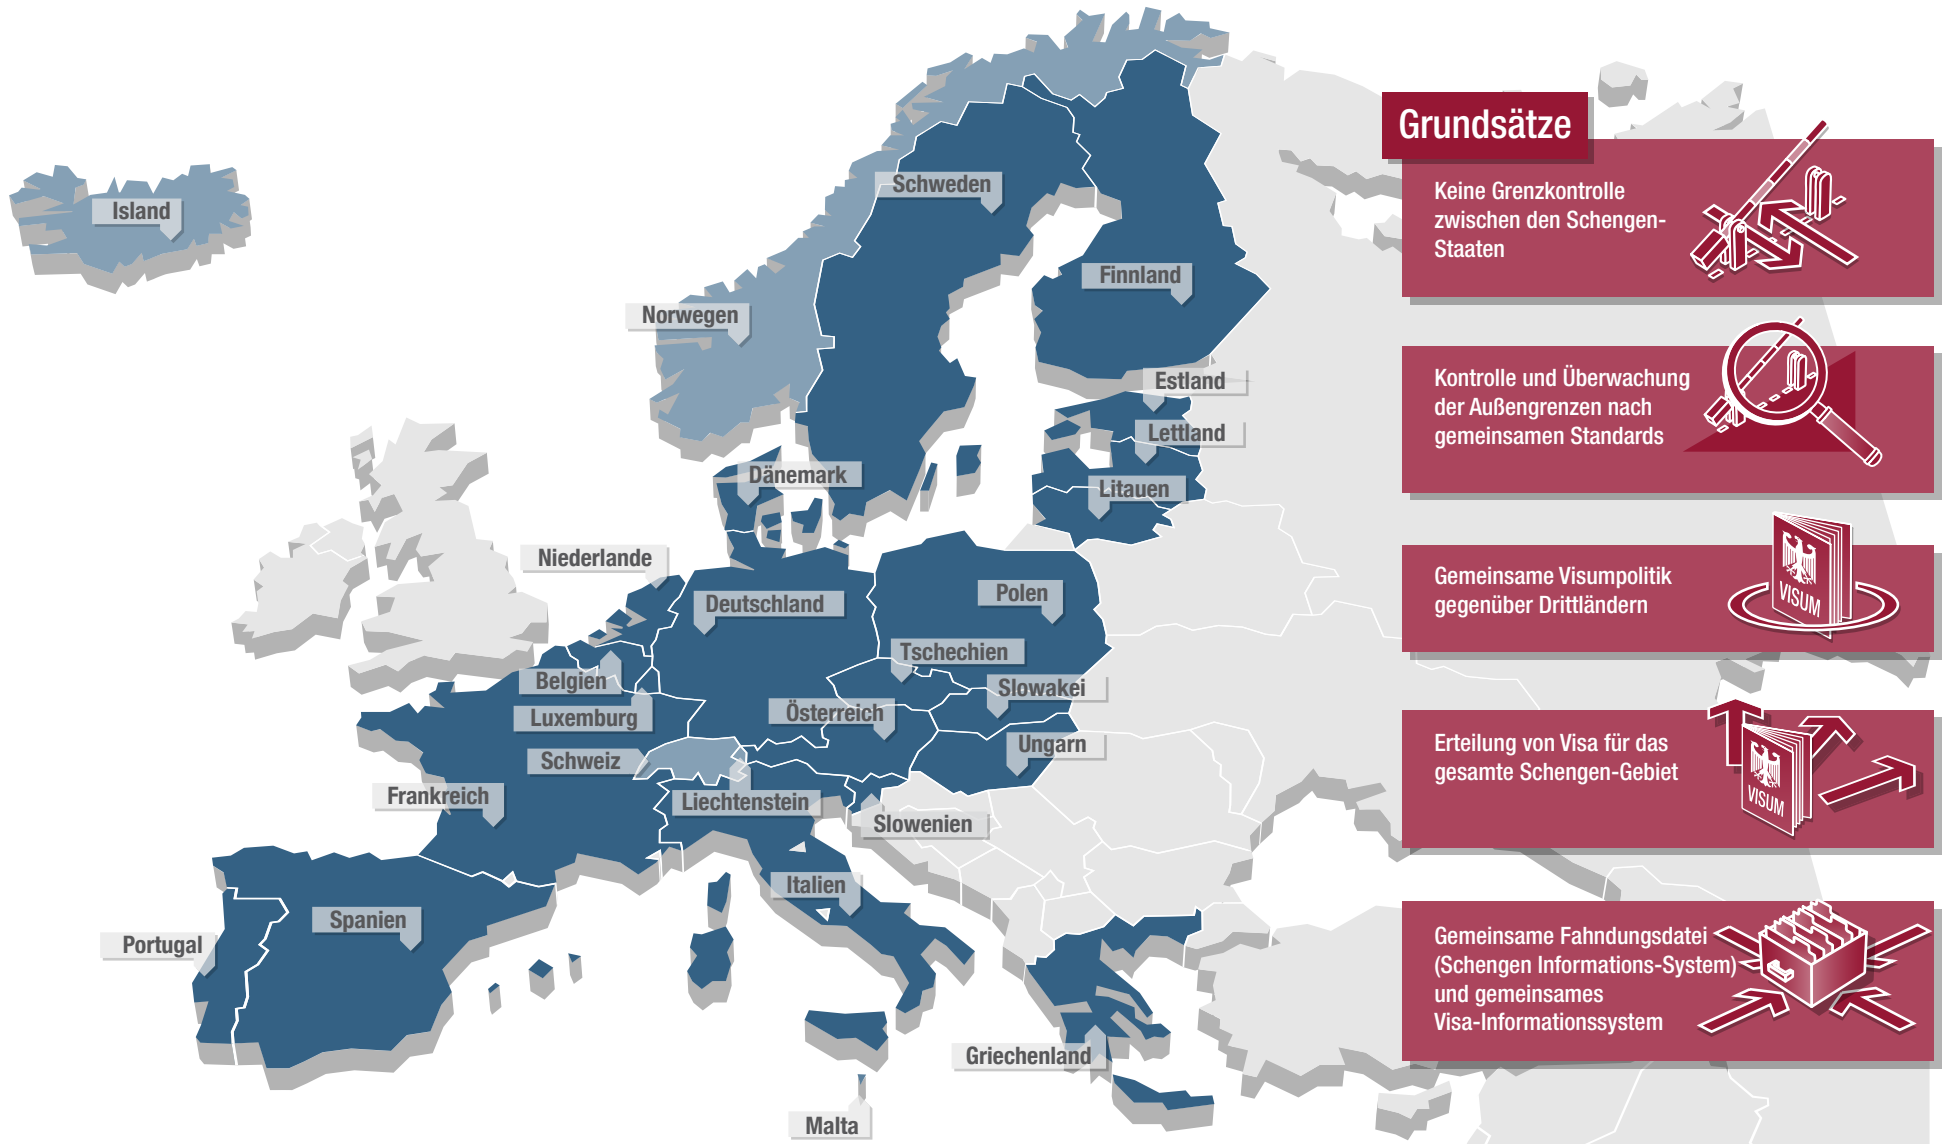 Island
Schweden
Finnland
Norwegen
Estland
Lettland
Dänemark
Litauen
Niederlande
Deutschland
Polen
Tschechien
Belgien
Slowakei
Luxemburg
Österreich
Schweiz
Ungarn
Frankreich
Liechtenstein
Slowenien
Italien
Spanien
Portugal
Griechenland
Malta
Grundsätze
Keine Grenzkontrolle
zwischen den Schengen-
Staaten
Kontrolle und Überwachung
der Außengrenzen nach
gemeinsamen Standards
Gemeinsame Visumpolitik
gegenüber Drittländern
VISUM
Erteilung von Visa für das
gesamte Schengen-Gebiet
VISUM
Gemeinsame Fahndungsdatei
(Schengen Informations-System)
und gemeinsames
Visa-Informationssystem